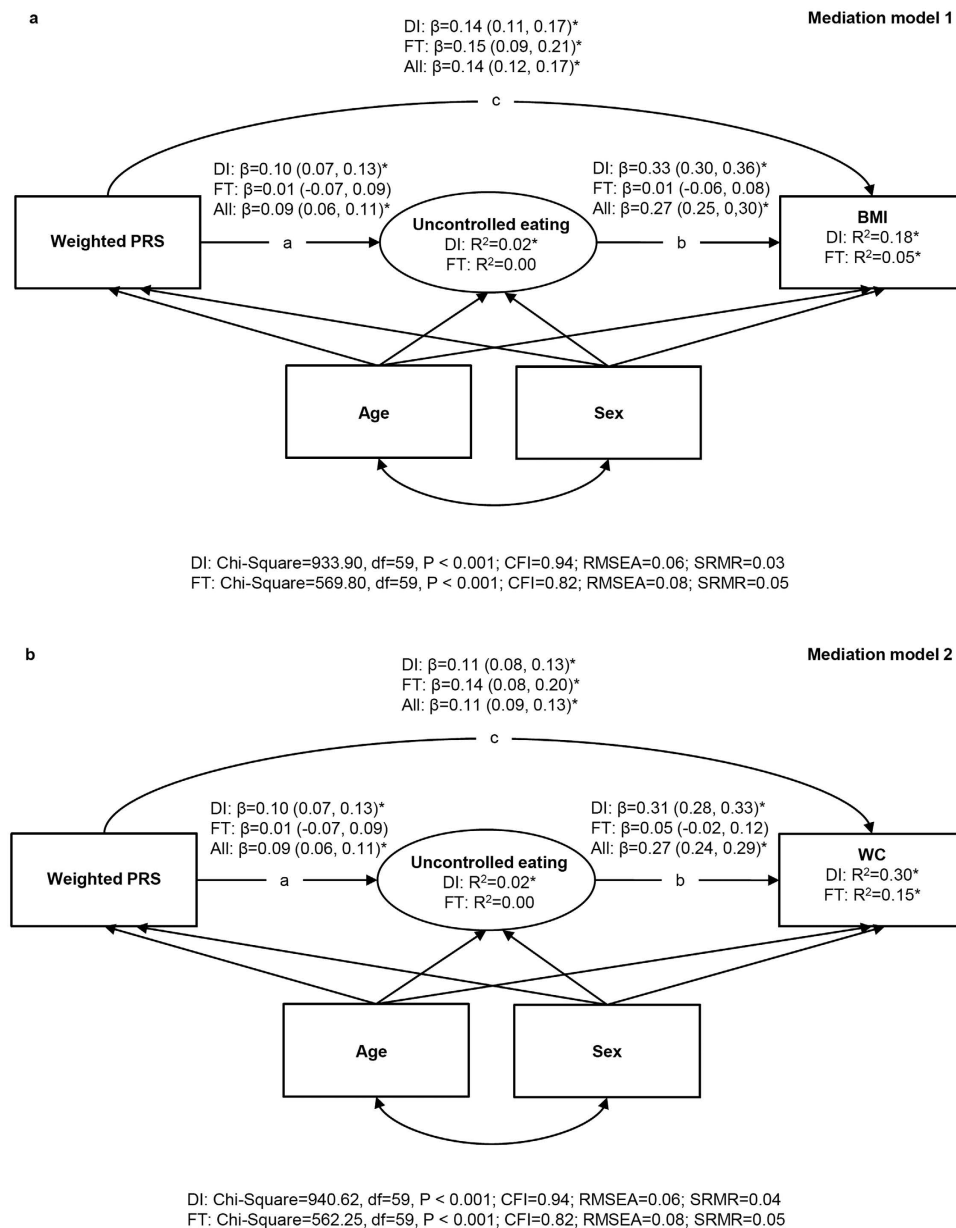 a
Mediation model 1
DI: β=0.14 (0.11, 0.17)*
FT: β=0.15 (0.09, 0.21)*
All: β=0.14 (0.12, 0.17)*
c
DI: β=0.10 (0.07, 0.13)*
FT: β=0.01 (-0.07, 0.09)
All: β=0.09 (0.06, 0.11)*
DI: β=0.33 (0.30, 0.36)*
FT: β=0.01 (-0.06, 0.08)
All: β=0.27 (0.25, 0,30)*
Weighted PRS
a
Uncontrolled eating
DI: R²=0.02*
FT: R²=0.00
b
BMI
DI: R²=0.18*
FT: R²=0.05*
Age
Sex
DI: Chi-Square=933.90, df=59, P < 0.001; CFI=0.94; RMSEA=0.06; SRMR=0.03
FT: Chi-Square=569.80, df=59, P < 0.001; CFI=0.82; RMSEA=0.08; SRMR=0.05
b
Mediation model 2
DI: β=0.11 (0.08, 0.13)*
FT: β=0.14 (0.08, 0.20)*
All: β=0.11 (0.09, 0.13)*
c
DI: β=0.10 (0.07, 0.13)*
FT: β=0.01 (-0.07, 0.09)
All: β=0.09 (0.06, 0.11)*
DI: β=0.31 (0.28, 0.33)*
FT: β=0.05 (-0.02, 0.12)
All: β=0.27 (0.24, 0.29)*
Weighted PRS
a
Uncontrolled eating
DI: R²=0.02*
FT: R²=0.00
b
WC
DI: R²=0.30*
FT: R²=0.15*
Age
Sex
DI: Chi-Square=940.62, df=59, P < 0.001; CFI=0.94; RMSEA=0.06; SRMR=0.04
FT: Chi-Square=562.25, df=59, P < 0.001; CFI=0.82; RMSEA=0.08; SRMR=0.05